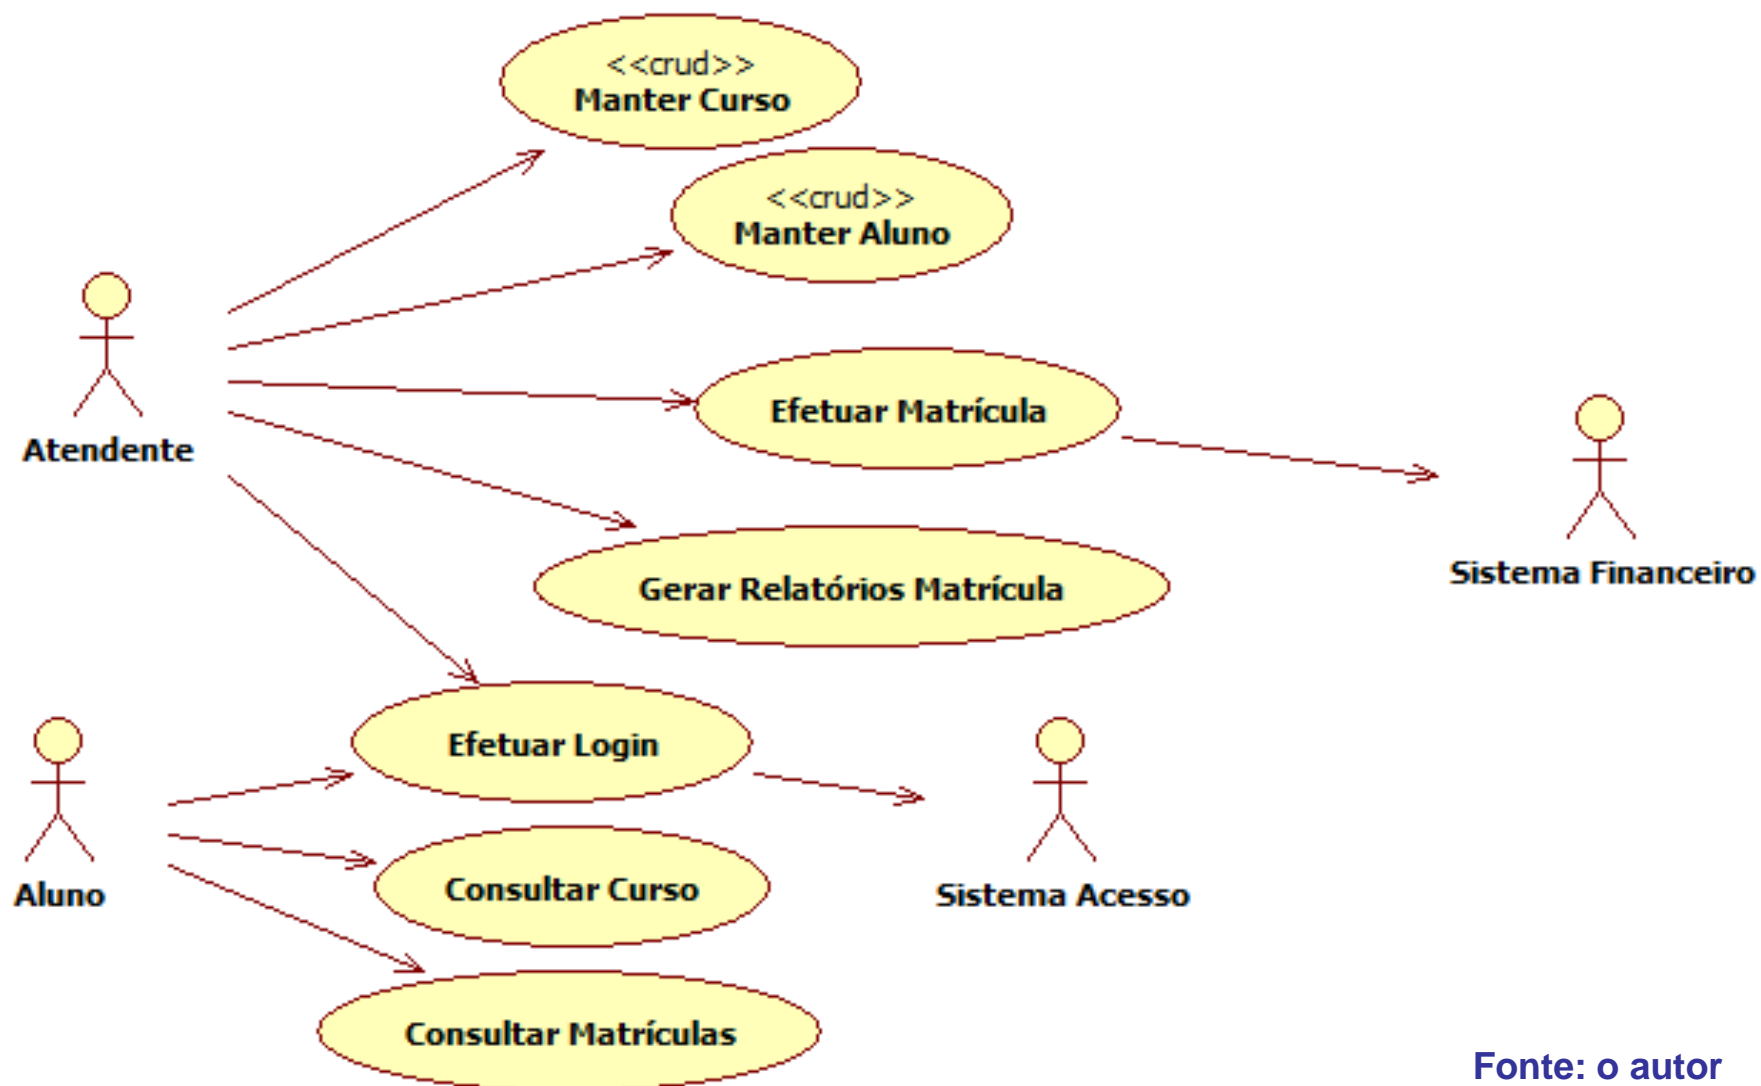 <<crud>>
Manter Curso
<<crud>>
Manter Aluno
Atendente
Efetuar Matrícula
Sistema Financeiro
Gerar Relatórios Matrícula
Efetuar Login
Aluno
Consultar Curso
Sistema Acesso
Consultar Matrículas
Fonte: o autor